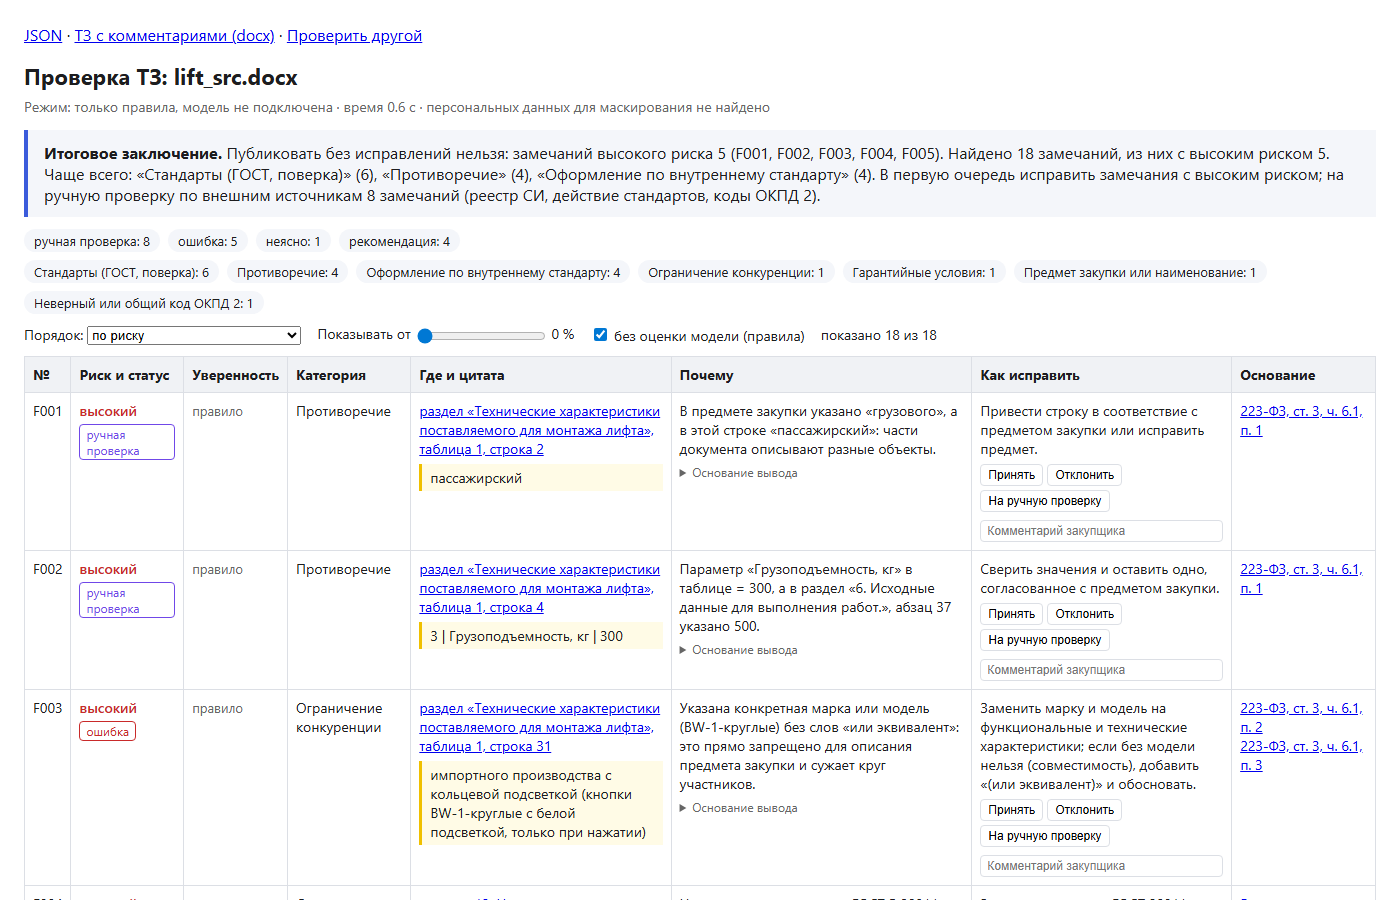 JSON · ТЗ с комментариями (docx) · Проверить другой
Проверка ТЗ: lift_src.docx
Режим: только правила, модель не подключена · время 0.6 с · персональных данных для маскирования не найдено
Итоговое заключение. Публиковать без исправлений нельзя: замечаний высокого риска 5 (F001, F002, F003, F004, F005). Найдено 18 замечаний, из них с высоким риском 5.
Чаще всего: «Стандарты (ГОСТ, поверка)» (6), «Противоречие» (4), «Оформление по внутреннему стандарту» (4). В первую очередь исправить замечания с высоким риском; на
ручную проверку по внешним источникам 8 замечаний (реестр СИ, действие стандартов, коды ОКПД 2).
ручная проверка: 8 ошибка: 5 неясно: 1 рекомендация: 4
Стандарты (ГОСТ, поверка): 6 Противоречие: 4 Оформление по внутреннему стандарту: 4 Ограничение конкуренции: 1 Гарантийные условия: 1 Предмет закупки или наименование: 1
Неверный или общий код ОКПД 2: 1
Порядок: по риску Показывать от 0 % без оценки модели (правила) показано 18 из 18
№ Риск и статус Уверенность Категория Где и цитата Почему Как исправить Основание
F001
высокий
ручная
проверка
правило
Противоречие
раздел «Технические характеристики
поставляемого для монтажа лифта»,
таблица 1, строка 2
пассажирский
В предмете закупки указано «грузового», а
в этой строке «пассажирский»: части
документа описывают разные объекты.
Основание вывода
Привести строку в соответствие с
предметом закупки или исправить
предмет.
Принять Отклонить
На ручную проверку
Комментарий закупщика
223-ФЗ, ст. 3, ч. 6.1,
п. 1
F002
высокий
ручная
проверка
правило
Противоречие
раздел «Технические характеристики
поставляемого для монтажа лифта»,
таблица 1, строка 4
3 | Грузоподъемность, кг | 300
Параметр «Грузоподъемность, кг» в
таблице = 300, а в раздел «6. Исходные
данные для выполнения работ.», абзац 37
указано 500.
Основание вывода
Сверить значения и оставить одно,
согласованное с предметом закупки.
Принять Отклонить
На ручную проверку
Комментарий закупщика
223-ФЗ, ст. 3, ч. 6.1,
п. 1
F003
высокий
ошибка
правило
Ограничение
конкуренции
раздел «Технические характеристики
поставляемого для монтажа лифта»,
таблица 1, строка 31
импортного производства с
кольцевой подсветкой (кнопки
BW-1-круглые с белой
подсветкой, только при нажатии)
Указана конкретная марка или модель
(BW-1-круглые) без слов «или эквивалент»:
это прямо запрещено для описания
предмета закупки и сужает круг
участников.
Основание вывода
Заменить марку и модель на
функциональные и технические
характеристики; если без модели
нельзя (совместимость), добавить
«(или эквивалент)» и обосновать.
Принять Отклонить
На ручную проверку
Комментарий закупщика
223-ФЗ, ст. 3, ч. 6.1,
п. 2
223-ФЗ, ст. 3, ч. 6.1,
п. 3